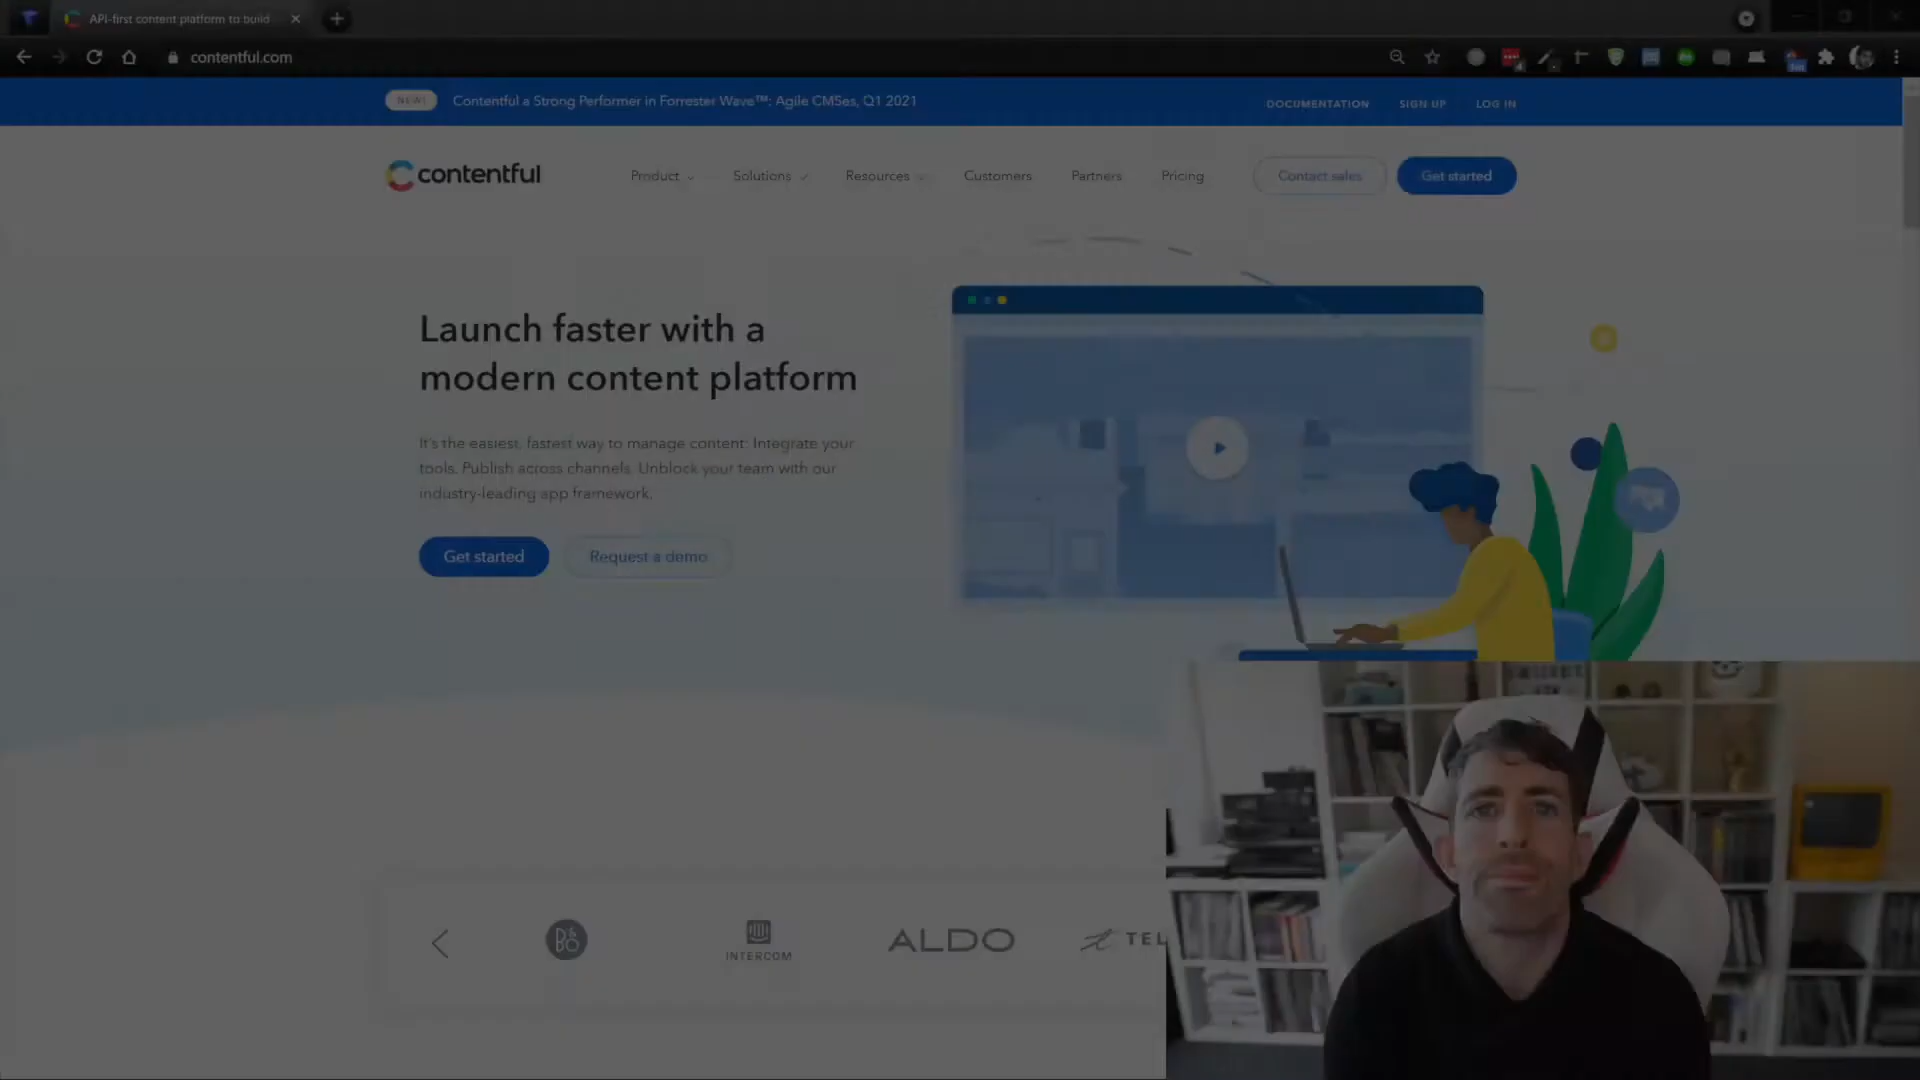 API-first content platform to build
contentful.com
NEW!
Contentful a Strong Performer in Forrester Wave™: Agile CMSes, Q1 2021
DOCUMENTATION
SIGN UP
LOG IN
contentful
Product
Solutions
Resources
Customers
Partners
Pricing
Contact sales
Get started
Launch faster with a
modern content platform
It's the easiest, fastest way to manage content: Integrate your
tools. Publish across channels. Unblock your team with our
industry-leading app framework.
Get started
Request a demo
B&
BO
INTERCOM
ALDO
TEL